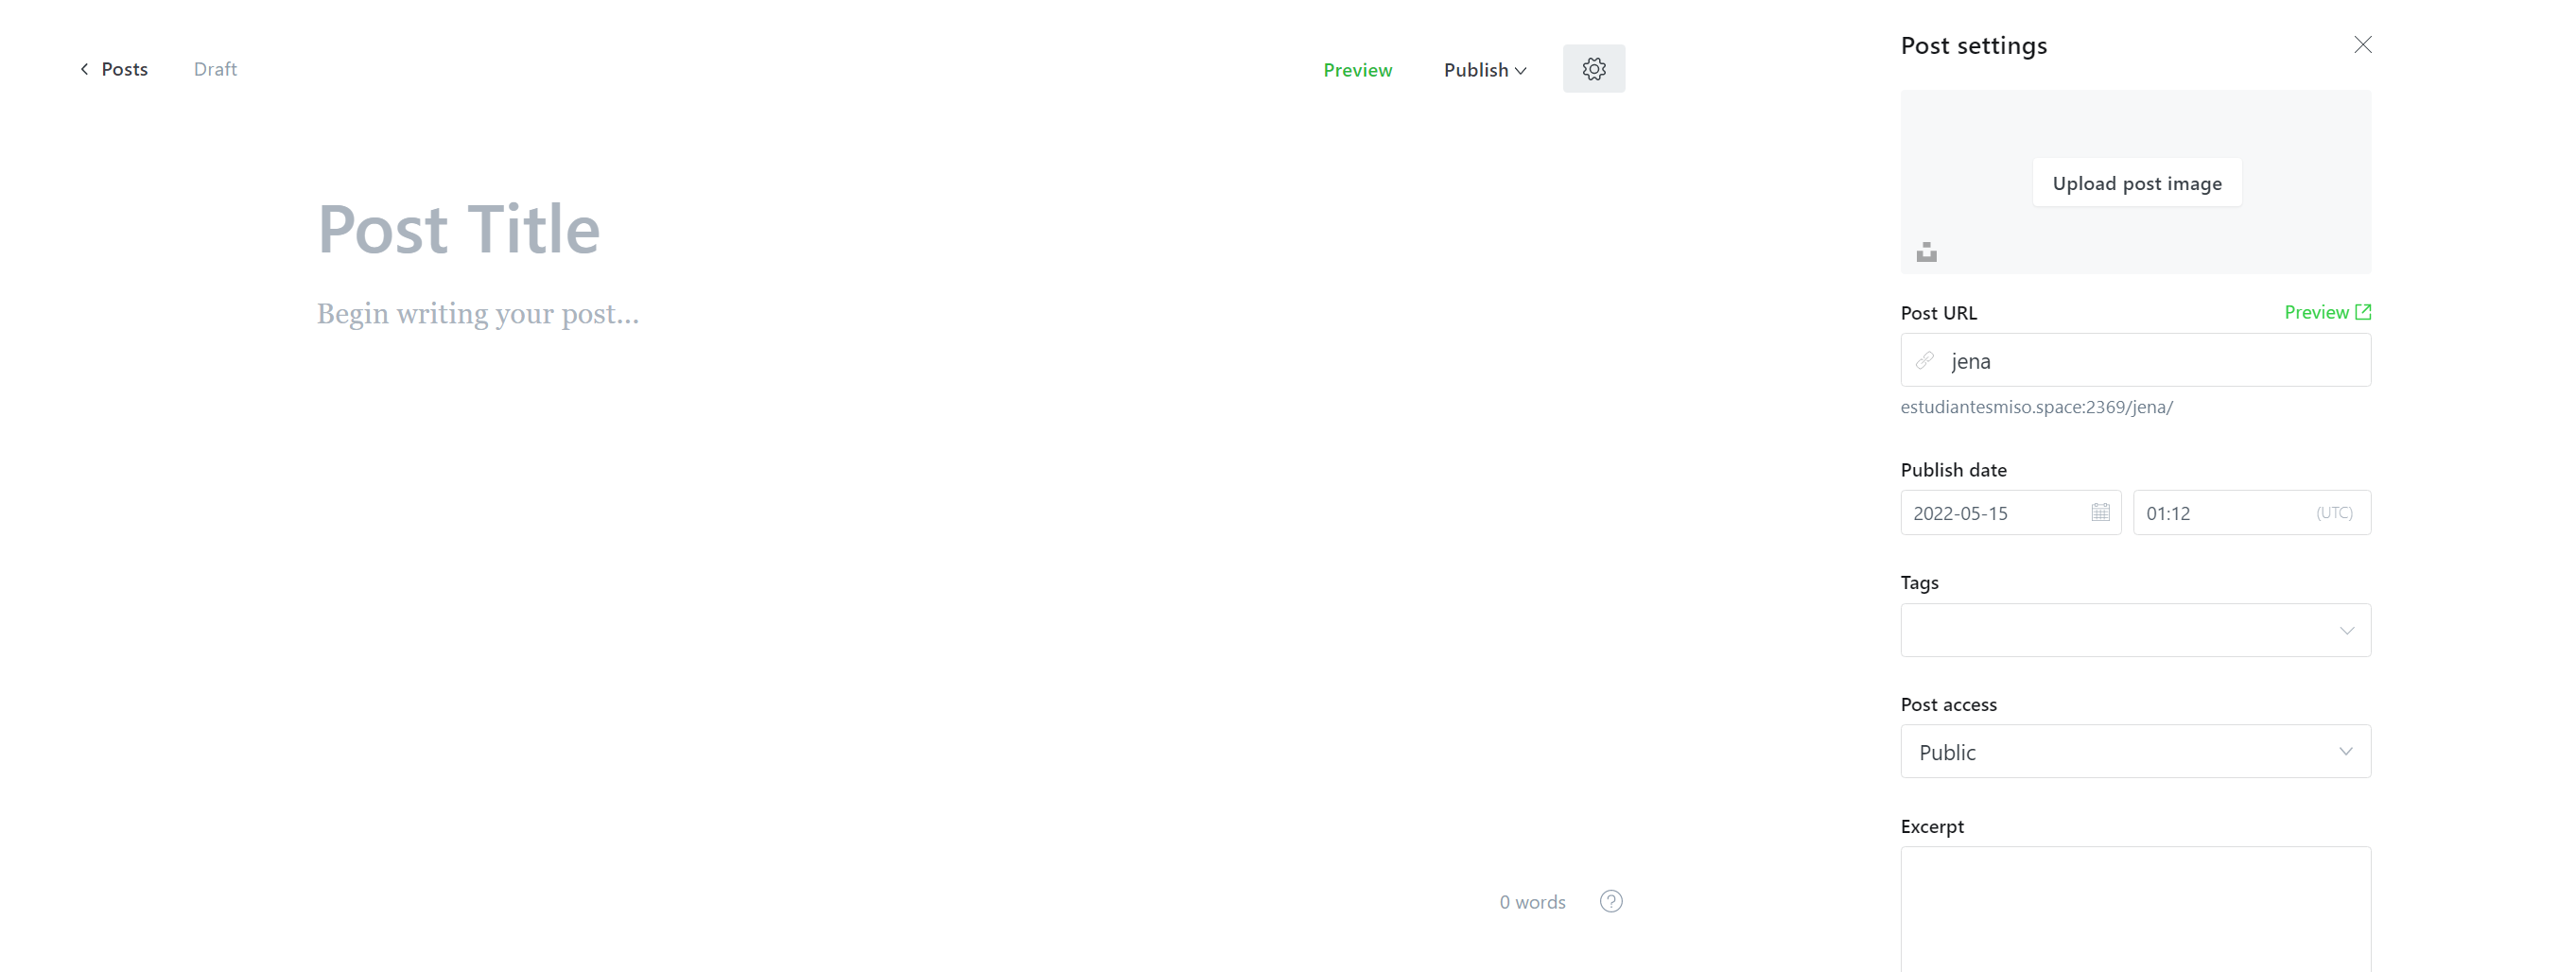 Posts
Draft
Preview
Publish
Post Title
Begin writing your post...
0 words
?
Post settings
Upload post image
Post URL
Preview
jena
estudiantesmiso.space:2369/jena/
Publish date
2022-05-15
01:12
(UTC)
Tags
Post access
Public
Excerpt